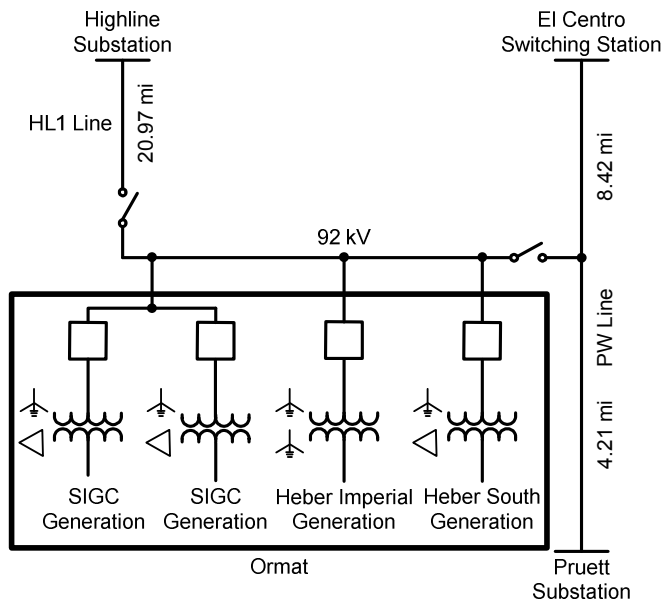 Highline
Substation
El Centro
Switching Station
HL1 Line
20.97 mi
8.42 mi
92 kV
PW Line
4.21 mi
SIGC
Generation
SIGC
Generation
Heber Imperial
Generation
Heber South
Generation
Ormat
Pruett
Substation